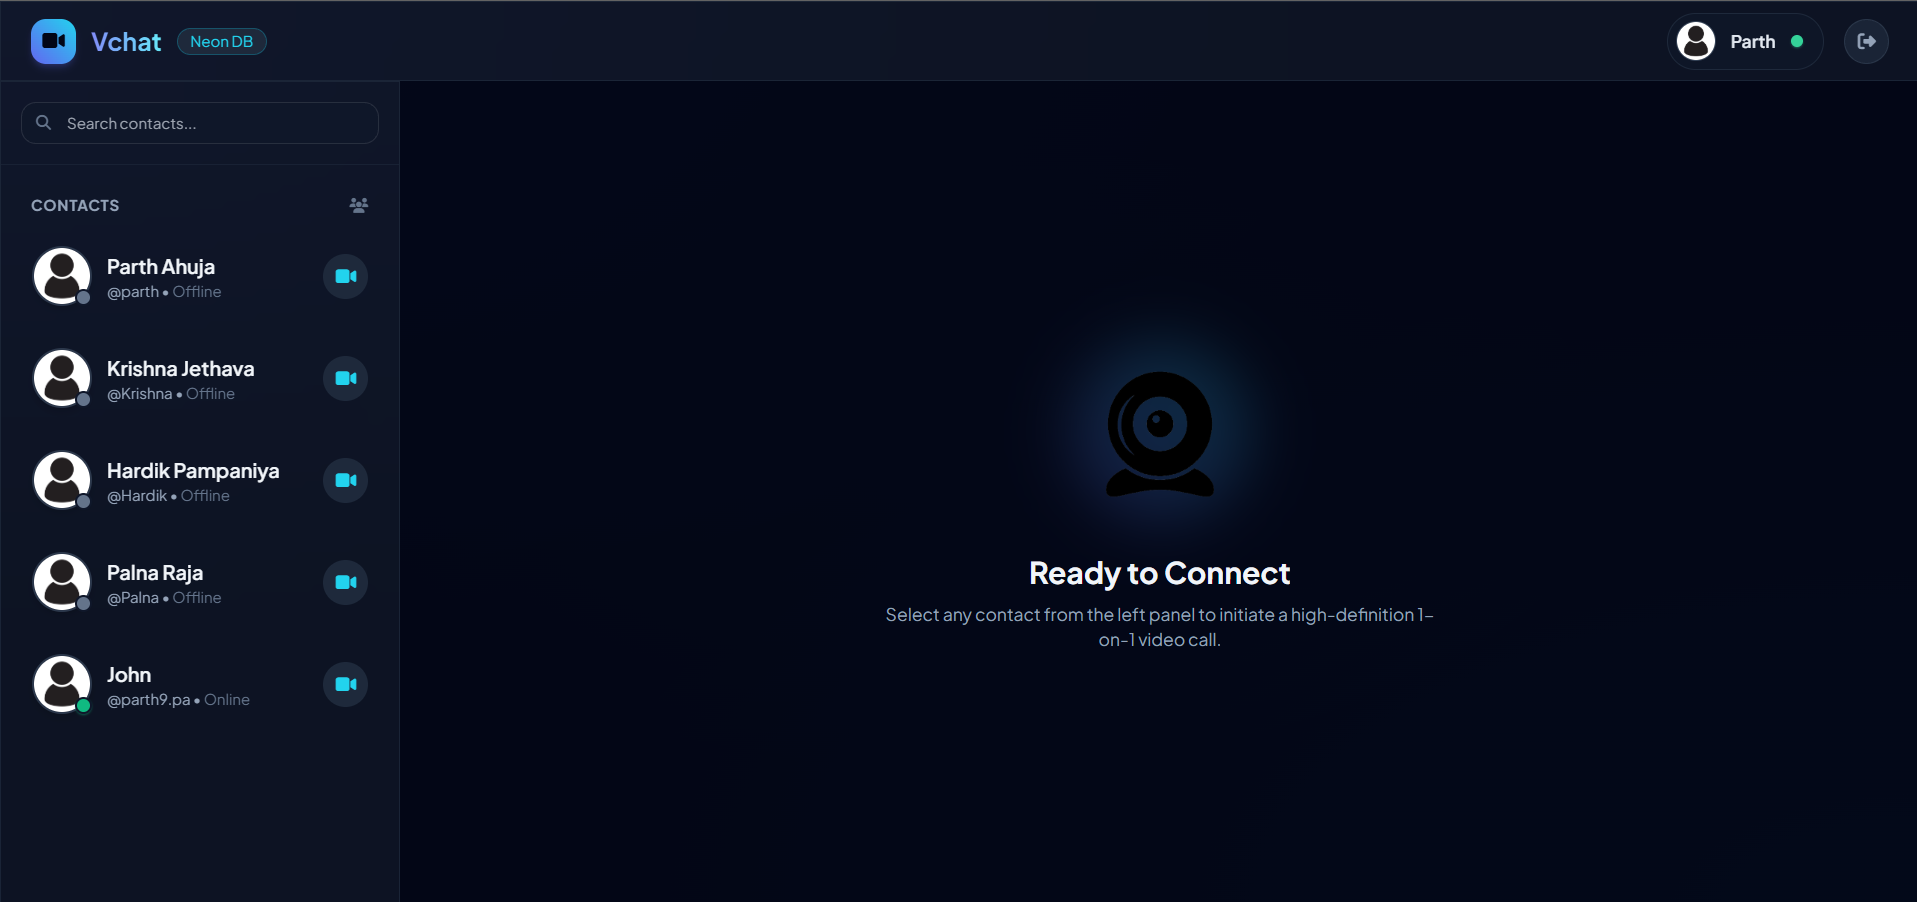 Vchat
Neon DB
Parth
Search contacts...
CONTACTS
Parth Ahuja
@parth • Offline
Krishna Jethava
@Krishna • Offline
Hardik Pampaniya
@Hardik • Offline
Palna Raja
@Palna • Offline
John
@parth9.pa • Online
Ready to Connect
Select any contact from the left panel to initiate a high-definition 1-
on-1 video call.